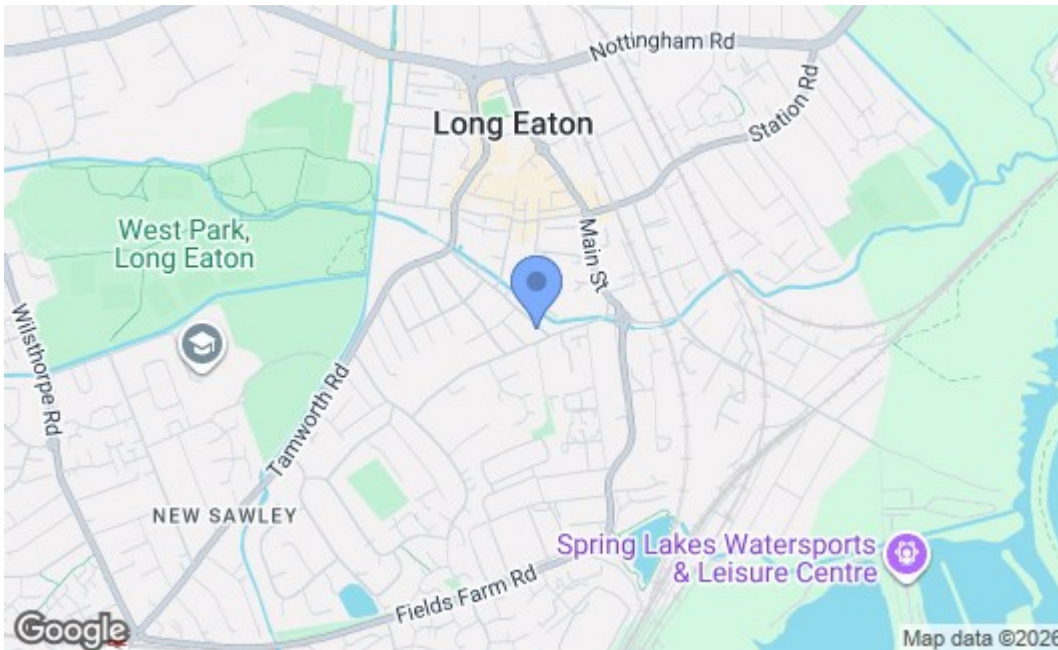 Nottingham Rd
Long Eaton
Station Rd
West Park,
Long Eaton
Main St
Wilsthorpe Rd
Tamworth Rd
NEW SAWLEY
Spring Lakes Watersports
& Leisure Centre
Fields Farm Rd
Google
Map data ©2026